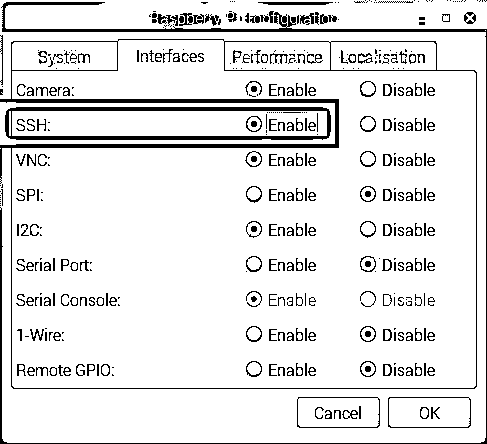 Raspberry Pi Configuration
System Interfaces Performance Localisation
Camera: Enable Disable
SSH: Enable Disable
VNC: Enable Disable
SPI: Enable Disable
I2C: Enable Disable
Serial Port: Enable Disable
Serial Console: Enable Disable
1-Wire: Enable Disable
Remote GPIO: Enable Disable
Cancel OK